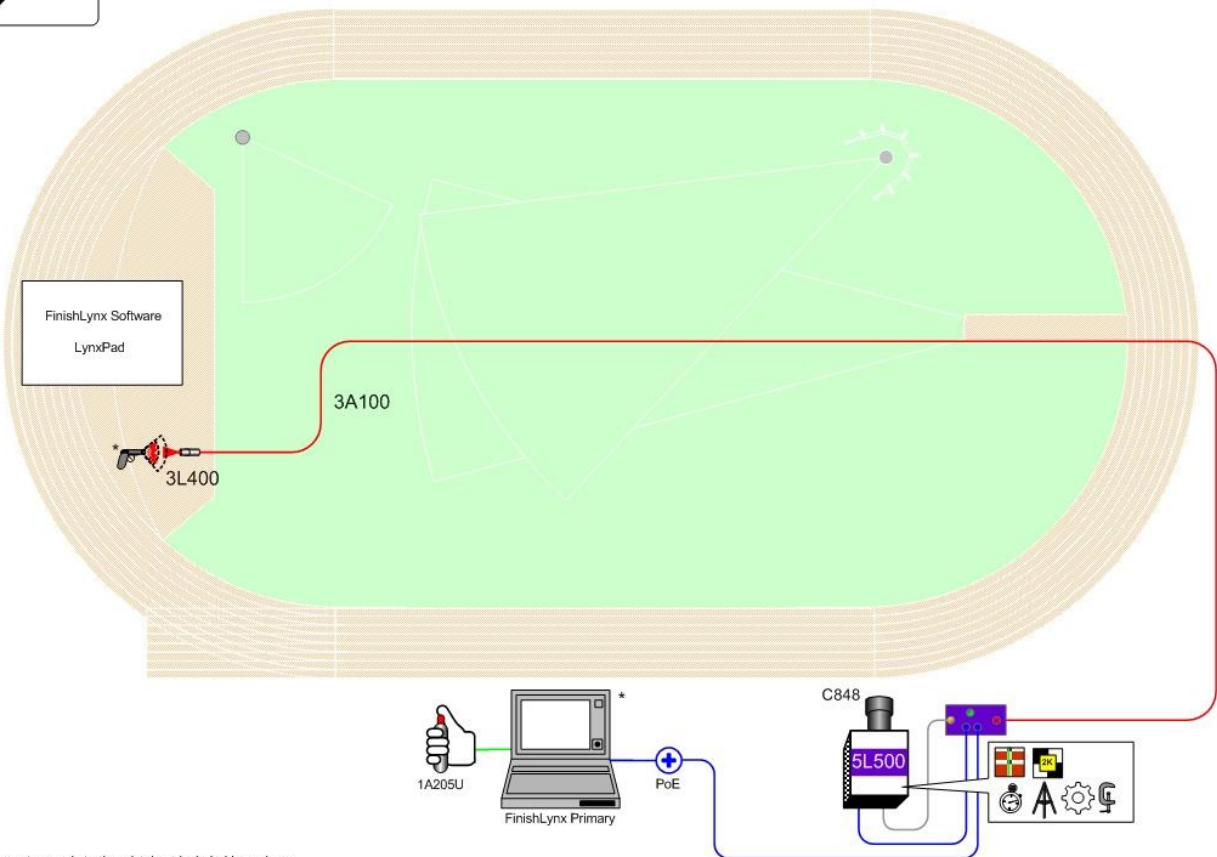 FinishLynx Software
LynxPad
3A100
*
3L400
C848
*
5L500
2K
1A205U
PoE
FinishLynx Primary